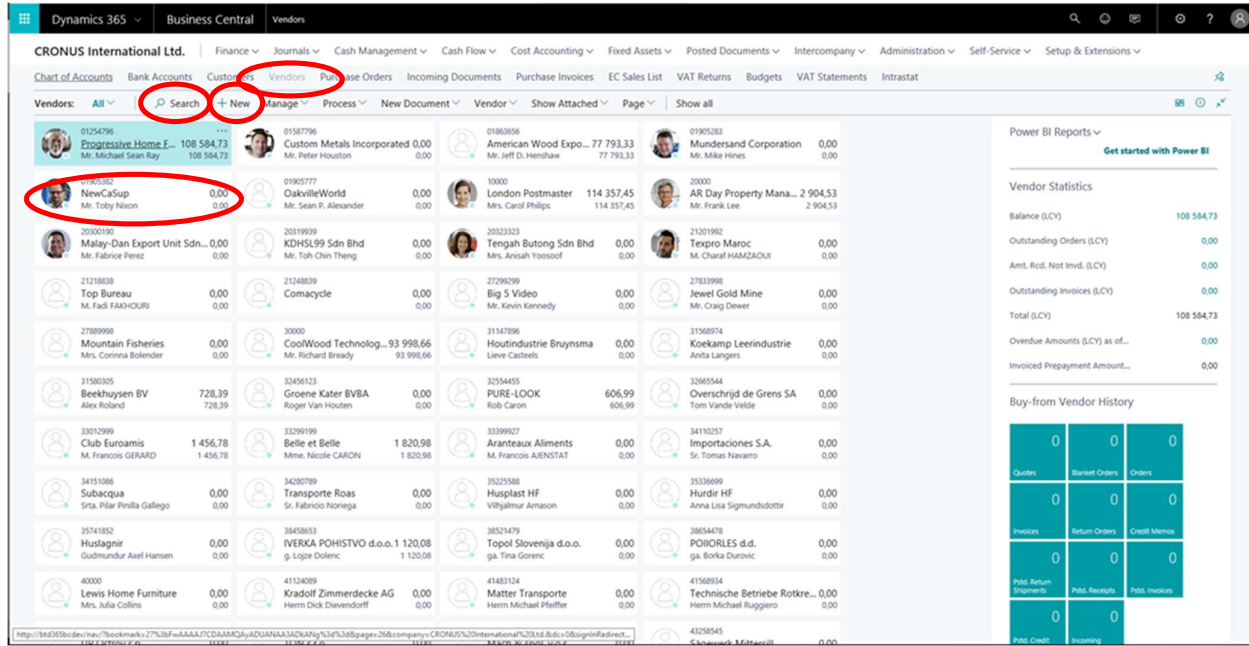 Dynamics 365 Business Central Vendors
CRONUS International Ltd. Finance Journals Cash Management Cash Flow Cost Accounting Fixed Assets Posted Documents Intercompany Administration Self-Service Setup & Extensions
Chart of Accounts Bank Accounts Customers Vendors Purchase Orders Incoming Documents Purchase Invoices EC Sales List VAT Returns Budgets VAT Statements Intrastat
Vendors: All Search + New Manage Process New Document Vendor Show Attached Page Show all
01254796 ... 01587796 01863656 01905283
Progressive Home F... 108 584,73 Custom Metals Incorporated 0,00 American Wood Expo... 77 793,33 Mundersand Corporation 0,00
Mr. Michael Sean Ray 108 584,73 Mr. Peter Houston 0,00 Mr. Jeff D. Henshaw 77 793,33 Mr. Mike Hines 0,00
01905382 01905777 10000 20000
NewCaSup 0,00 OakvilleWorld 0,00 London Postmaster 114 357,45 AR Day Property Mana... 2 904,53
Mr. Toby Nixon 0,00 Mr. Sean P. Alexander 0,00 Mrs. Carol Philips 114 357,45 Mr. Frank Lee 2 904,53
20300190 20319939 20323323 21201992
Malay-Dan Export Unit Sdn... 0,00 KDHSL99 Sdn Bhd 0,00 Tengah Butong Sdn Bhd 0,00 Texpro Maroc 0,00
Mr. Fabrice Perez 0,00 Mr. Toh Chin Theng 0,00 Mrs. Anisah Yoosoof 0,00 M. Charaf HAMZAOUI 0,00
21218838 21248839 27299299 27833998
Top Bureau 0,00 Comacycle 0,00 Big 5 Video 0,00 Jewel Gold Mine 0,00
M. Fadi FAKHOURI 0,00 0,00 Mr. Kevin Kennedy 0,00 Mr. Craig Dewer 0,00
27889998 30000 31147896 31568974
Mountain Fisheries 0,00 CoolWood Technolog... 93 998,66 Houtindustrie Bruynsma 0,00 Koekamp Leerindustrie 0,00
Mrs. Corinna Bolender 0,00 Mr. Richard Bready 93 998,66 Lieve Casteels 0,00 Anita Langers 0,00
31580305 32456123 32554455 32665544
Beekhuysen BV 728,39 Groene Kater BVBA 0,00 PURE-LOOK 606,99 Overschrijd de Grens SA 0,00
Alex Roland 728,39 Roger Van Houten 0,00 Rob Caron 606,99 Tom Vande Velde 0,00
33012999 33299199 33399927 34110257
Club Euroamis 1 456,78 Belle et Belle 1 820,98 Aranteaux Aliments 0,00 Importaciones S.A. 0,00
M. Francois GERARD 1 456,78 Mme. Nicole CARON 1 820,98 M. Francois AJENSTAT 0,00 Sr. Tomas Navarro 0,00
34151086 34280789 35225588 35336699
Subacqua 0,00 Transporte Roas 0,00 Husplast HF 0,00 Hurdir HF 0,00
Srta. Pilar Pinilla Gallego 0,00 Sr. Fabricio Noriega 0,00 Vilhjalmur Arnason 0,00 Anna Lisa Sigmundsdottir 0,00
35741852 38458653 38521479 38654478
Huslagnir 0,00 IVERKA POHISTVO d.o.o. 1 120,08 Topol Slovenija d.o.o. 0,00 POIIORLES d.d. 0,00
Gudmundur Axel Hansen 0,00 g. Lojze Dolenc 1 120,08 ga. Tina Gorenc 0,00 ga. Borka Durovic 0,00
40000 41124089 41483124 41568934
Lewis Home Furniture 0,00 Kradolf Zimmerdecke AG 0,00 Matter Transporte 0,00 Technische Betriebe Rotkre... 0,00
Mrs. Julia Collins 0,00 Herrn Dick Dievendorff 0,00 Herrn Michael Pfeiffer 0,00 Herrn Michael Ruggiero 0,00
43258545
Sägewerk Mittersill 0,00
Power BI Reports
Get started with Power BI
Vendor Statistics
Balance (LCY) 108 584,73
Outstanding Orders (LCY) 0,00
Amt. Rcd. Not Invd. (LCY) 0,00
Outstanding Invoices (LCY) 0,00
Total (LCY) 108 584,73
Overdue Amounts (LCY) as of... 0,00
Invoiced Prepayment Amount... 0,00
Buy-from Vendor History
0 0 0
Quotes Blanket Orders Orders
0 0 0
Invoices Return Orders Credit Memos
0 0 0
Pstd. Return Shipments Pstd. Receipts Pstd. Invoices
0 0
Pstd. Credit Incoming